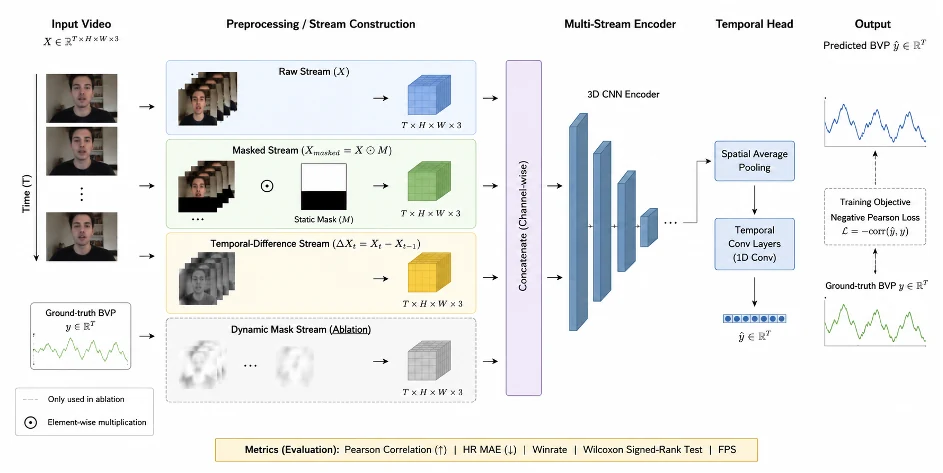 Input Video
X ∈ ℝ^{T×H×W×3}
Time (T)
Ground-truth BVP
y ∈ ℝ^T
Only used in ablation
Element-wise multiplication
Preprocessing / Stream Construction
Raw Stream (X)
T × H × W × 3
Masked Stream (X_{masked} = X ⊙ M)
Static Mask (M)
T × H × W × 3
Temporal-Difference Stream (ΔX_t = X_t − X_{t−1})
T × H × W × 3
Dynamic Mask Stream (Ablation)
T × H × W × 3
Concatenate (Channel-wise)
Multi-Stream Encoder
3D CNN Encoder
Temporal Head
Spatial Average
Pooling
Temporal
Conv Layers
(1D Conv)
ŷ ∈ ℝ^T
Output
Predicted BVP ŷ ∈ ℝ^T
Training Objective
Negative Pearson Loss
ℒ = −corr(ŷ, y)
Ground-truth BVP y ∈ ℝ^T
Metrics (Evaluation): Pearson Correlation (↑) | HR MAE (↓) | Winrate | Wilcoxon Signed-Rank Test | FPS